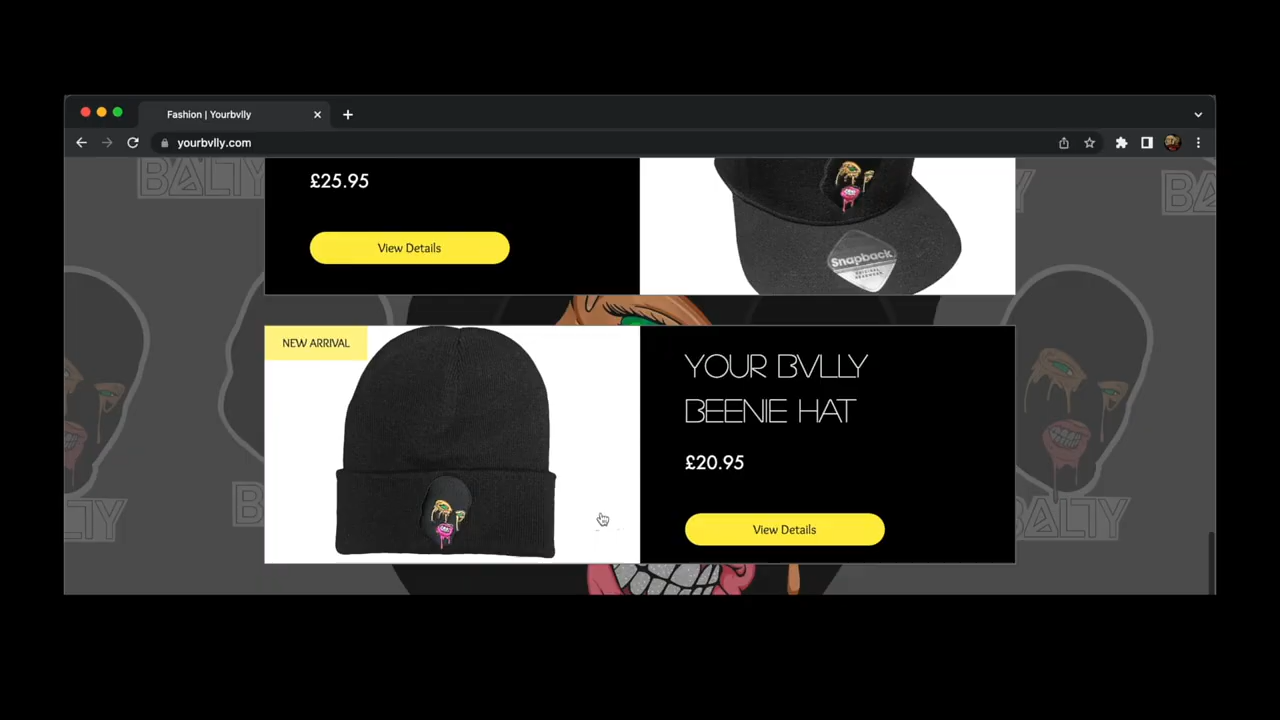 Fashion | Yourbvlly
yourbvlly.com
£25.95
View Details
Snapback
NEW ARRIVAL
YOUR BVLLY
BEENIE HAT
£20.95
View Details